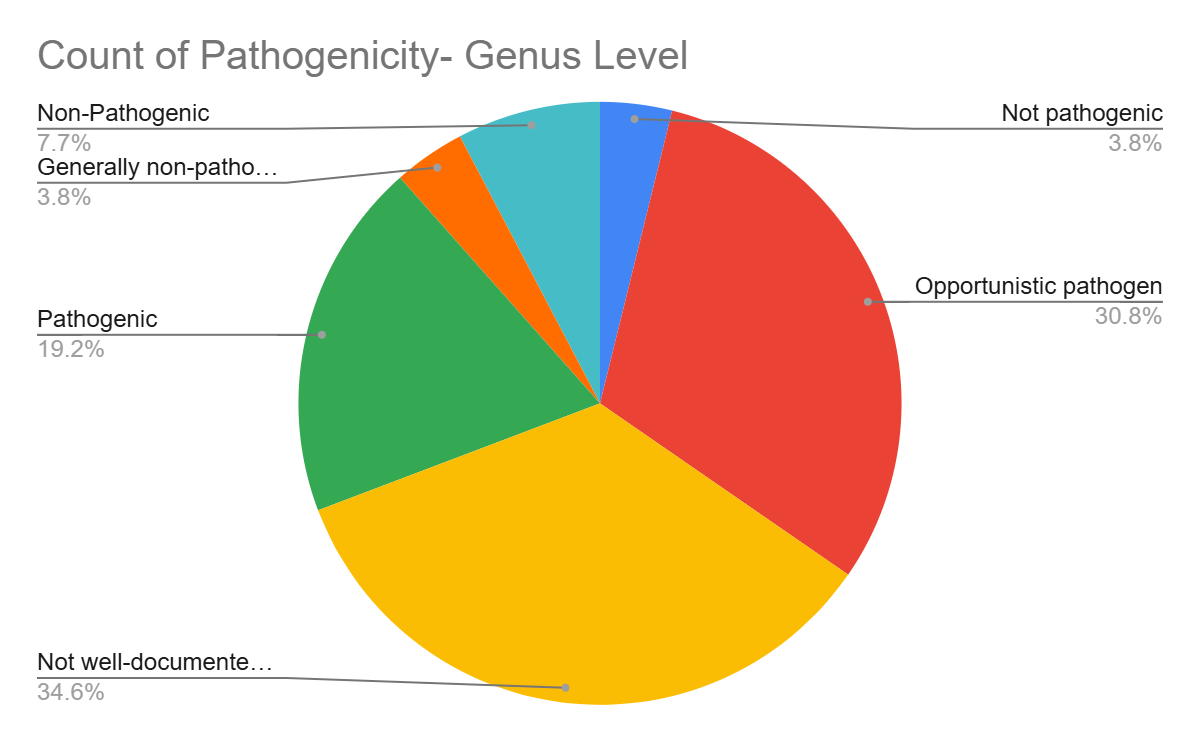 Count of Pathogenicity- Genus Level
Non-Pathogenic
7.7%
Generally non-patho…
3.8%
Pathogenic
19.2%
Not well-documente…
34.6%
Not pathogenic
3.8%
Opportunistic pathogen
30.8%